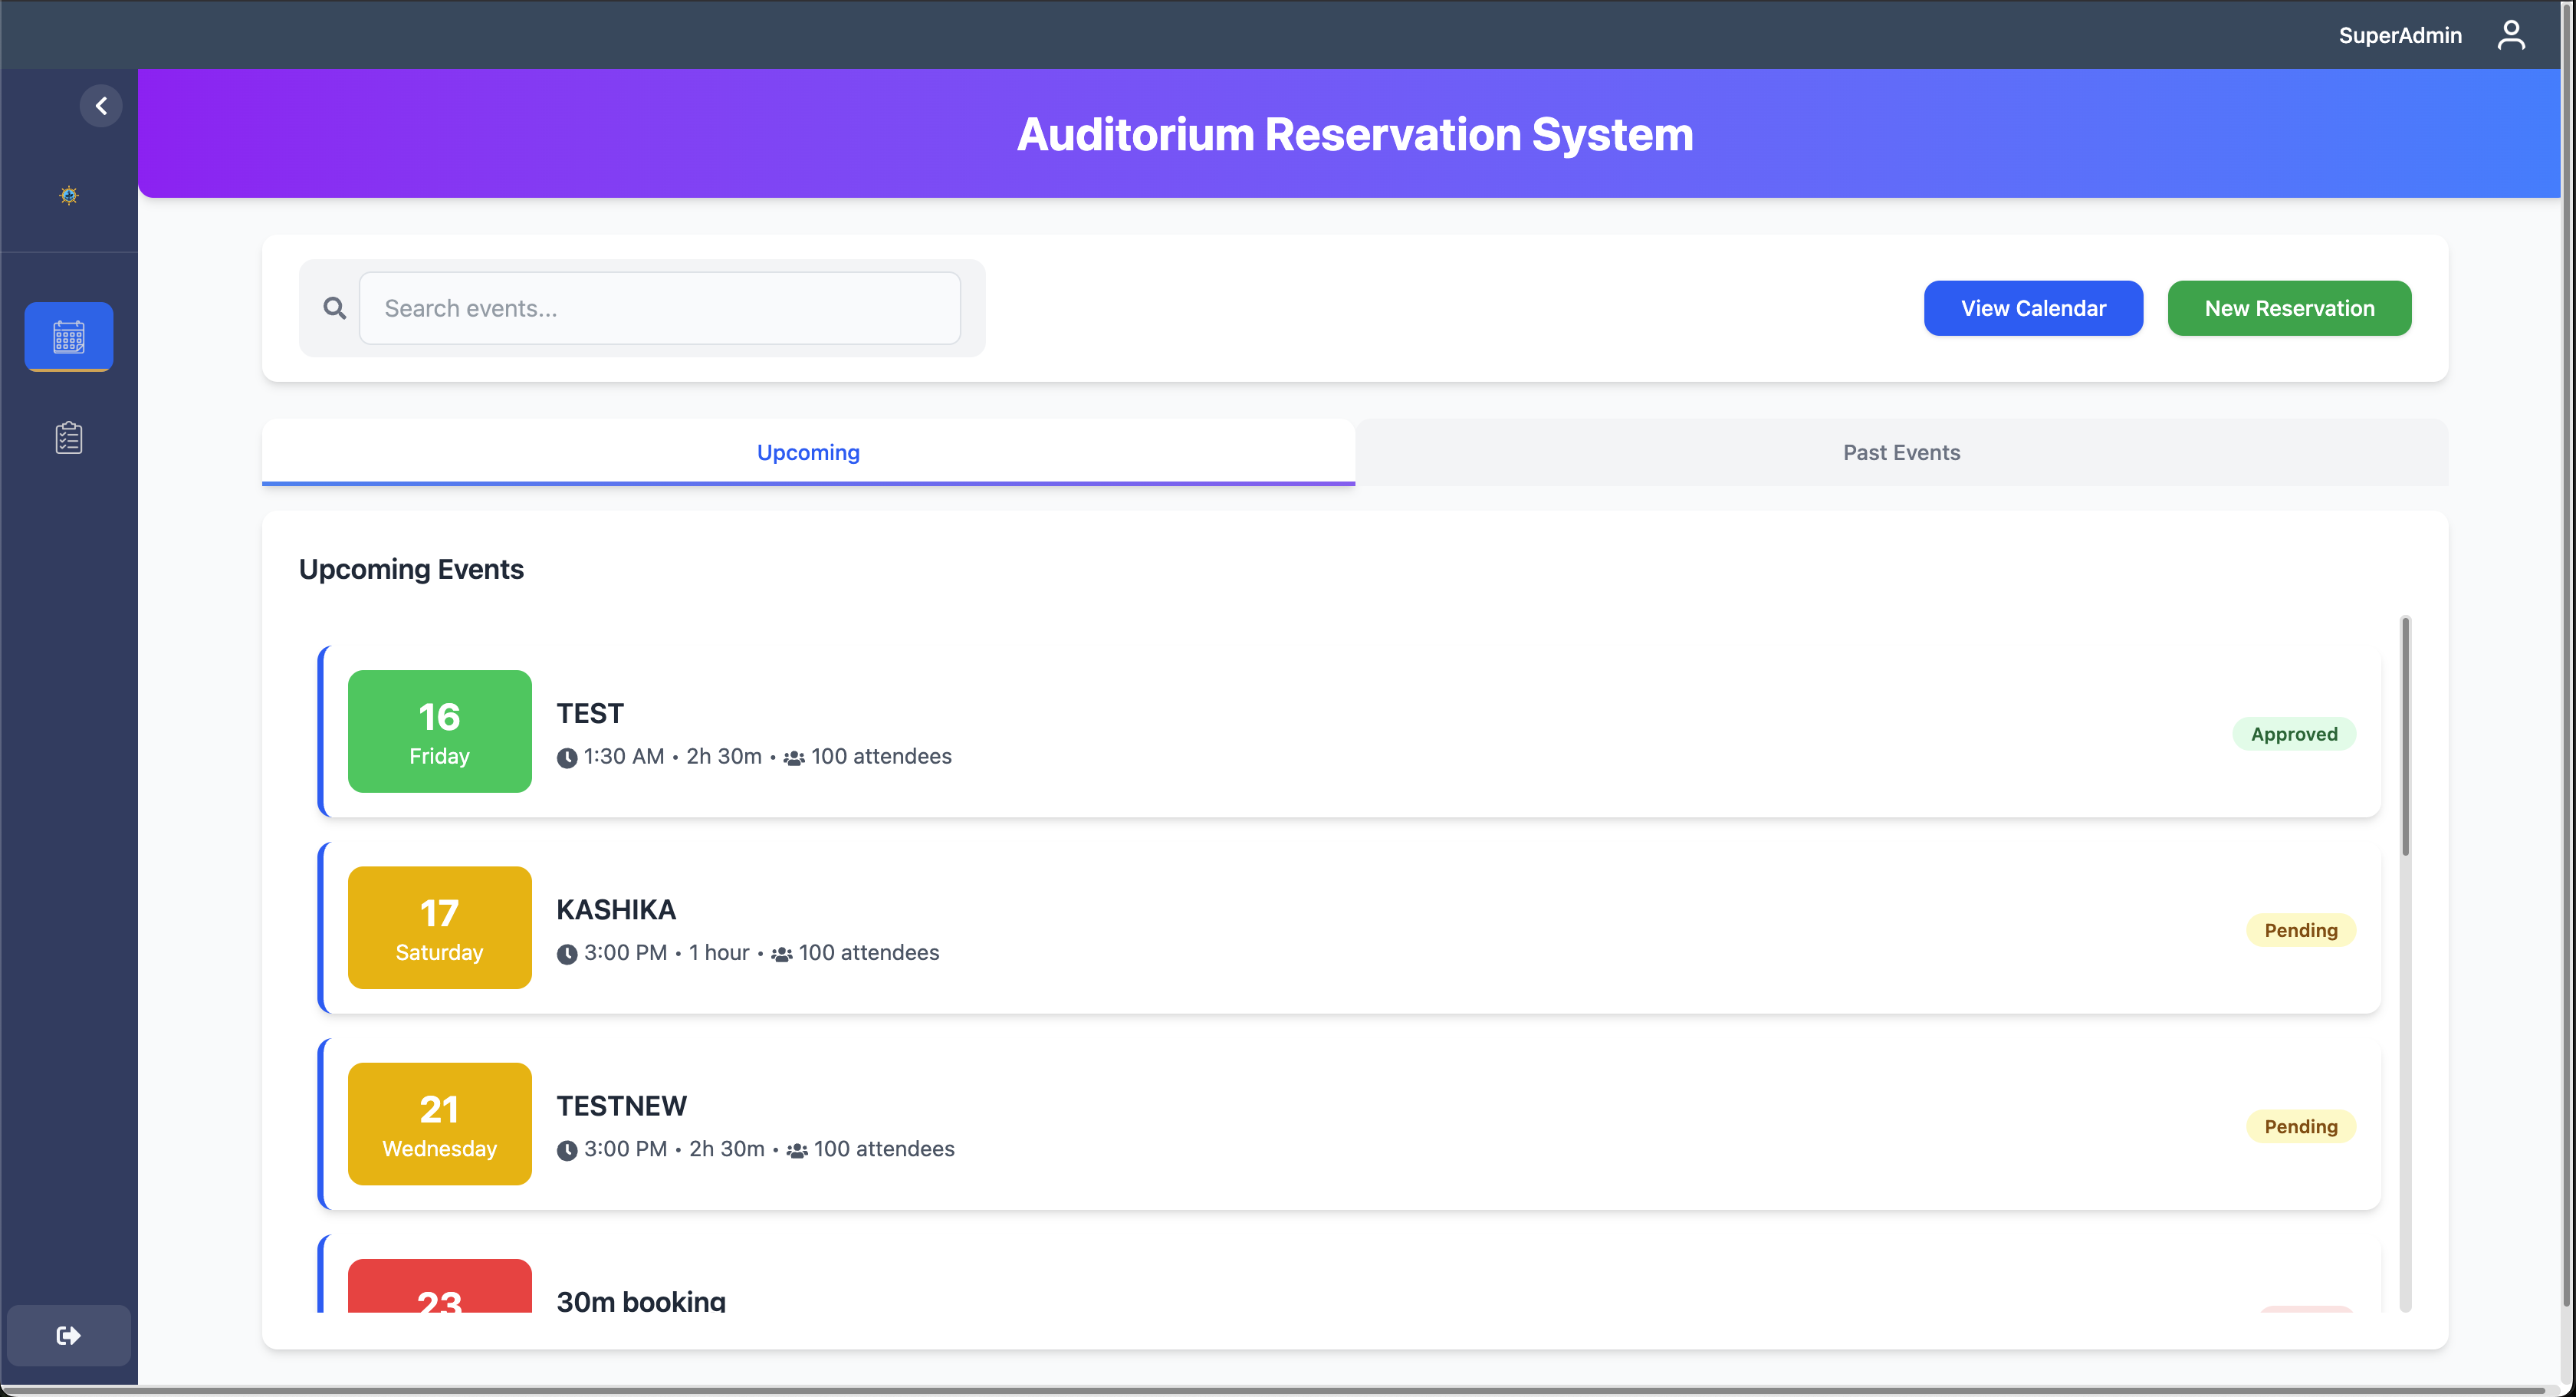 SuperAdmin
Auditorium Reservation System
Search events...
View Calendar
New Reservation
Upcoming
Past Events
Upcoming Events
16
Friday
TEST
1:30 AM • 2h 30m • 100 attendees
Approved
17
Saturday
KASHIKA
3:00 PM • 1 hour • 100 attendees
Pending
21
Wednesday
TESTNEW
3:00 PM • 2h 30m • 100 attendees
Pending
23
30m booking